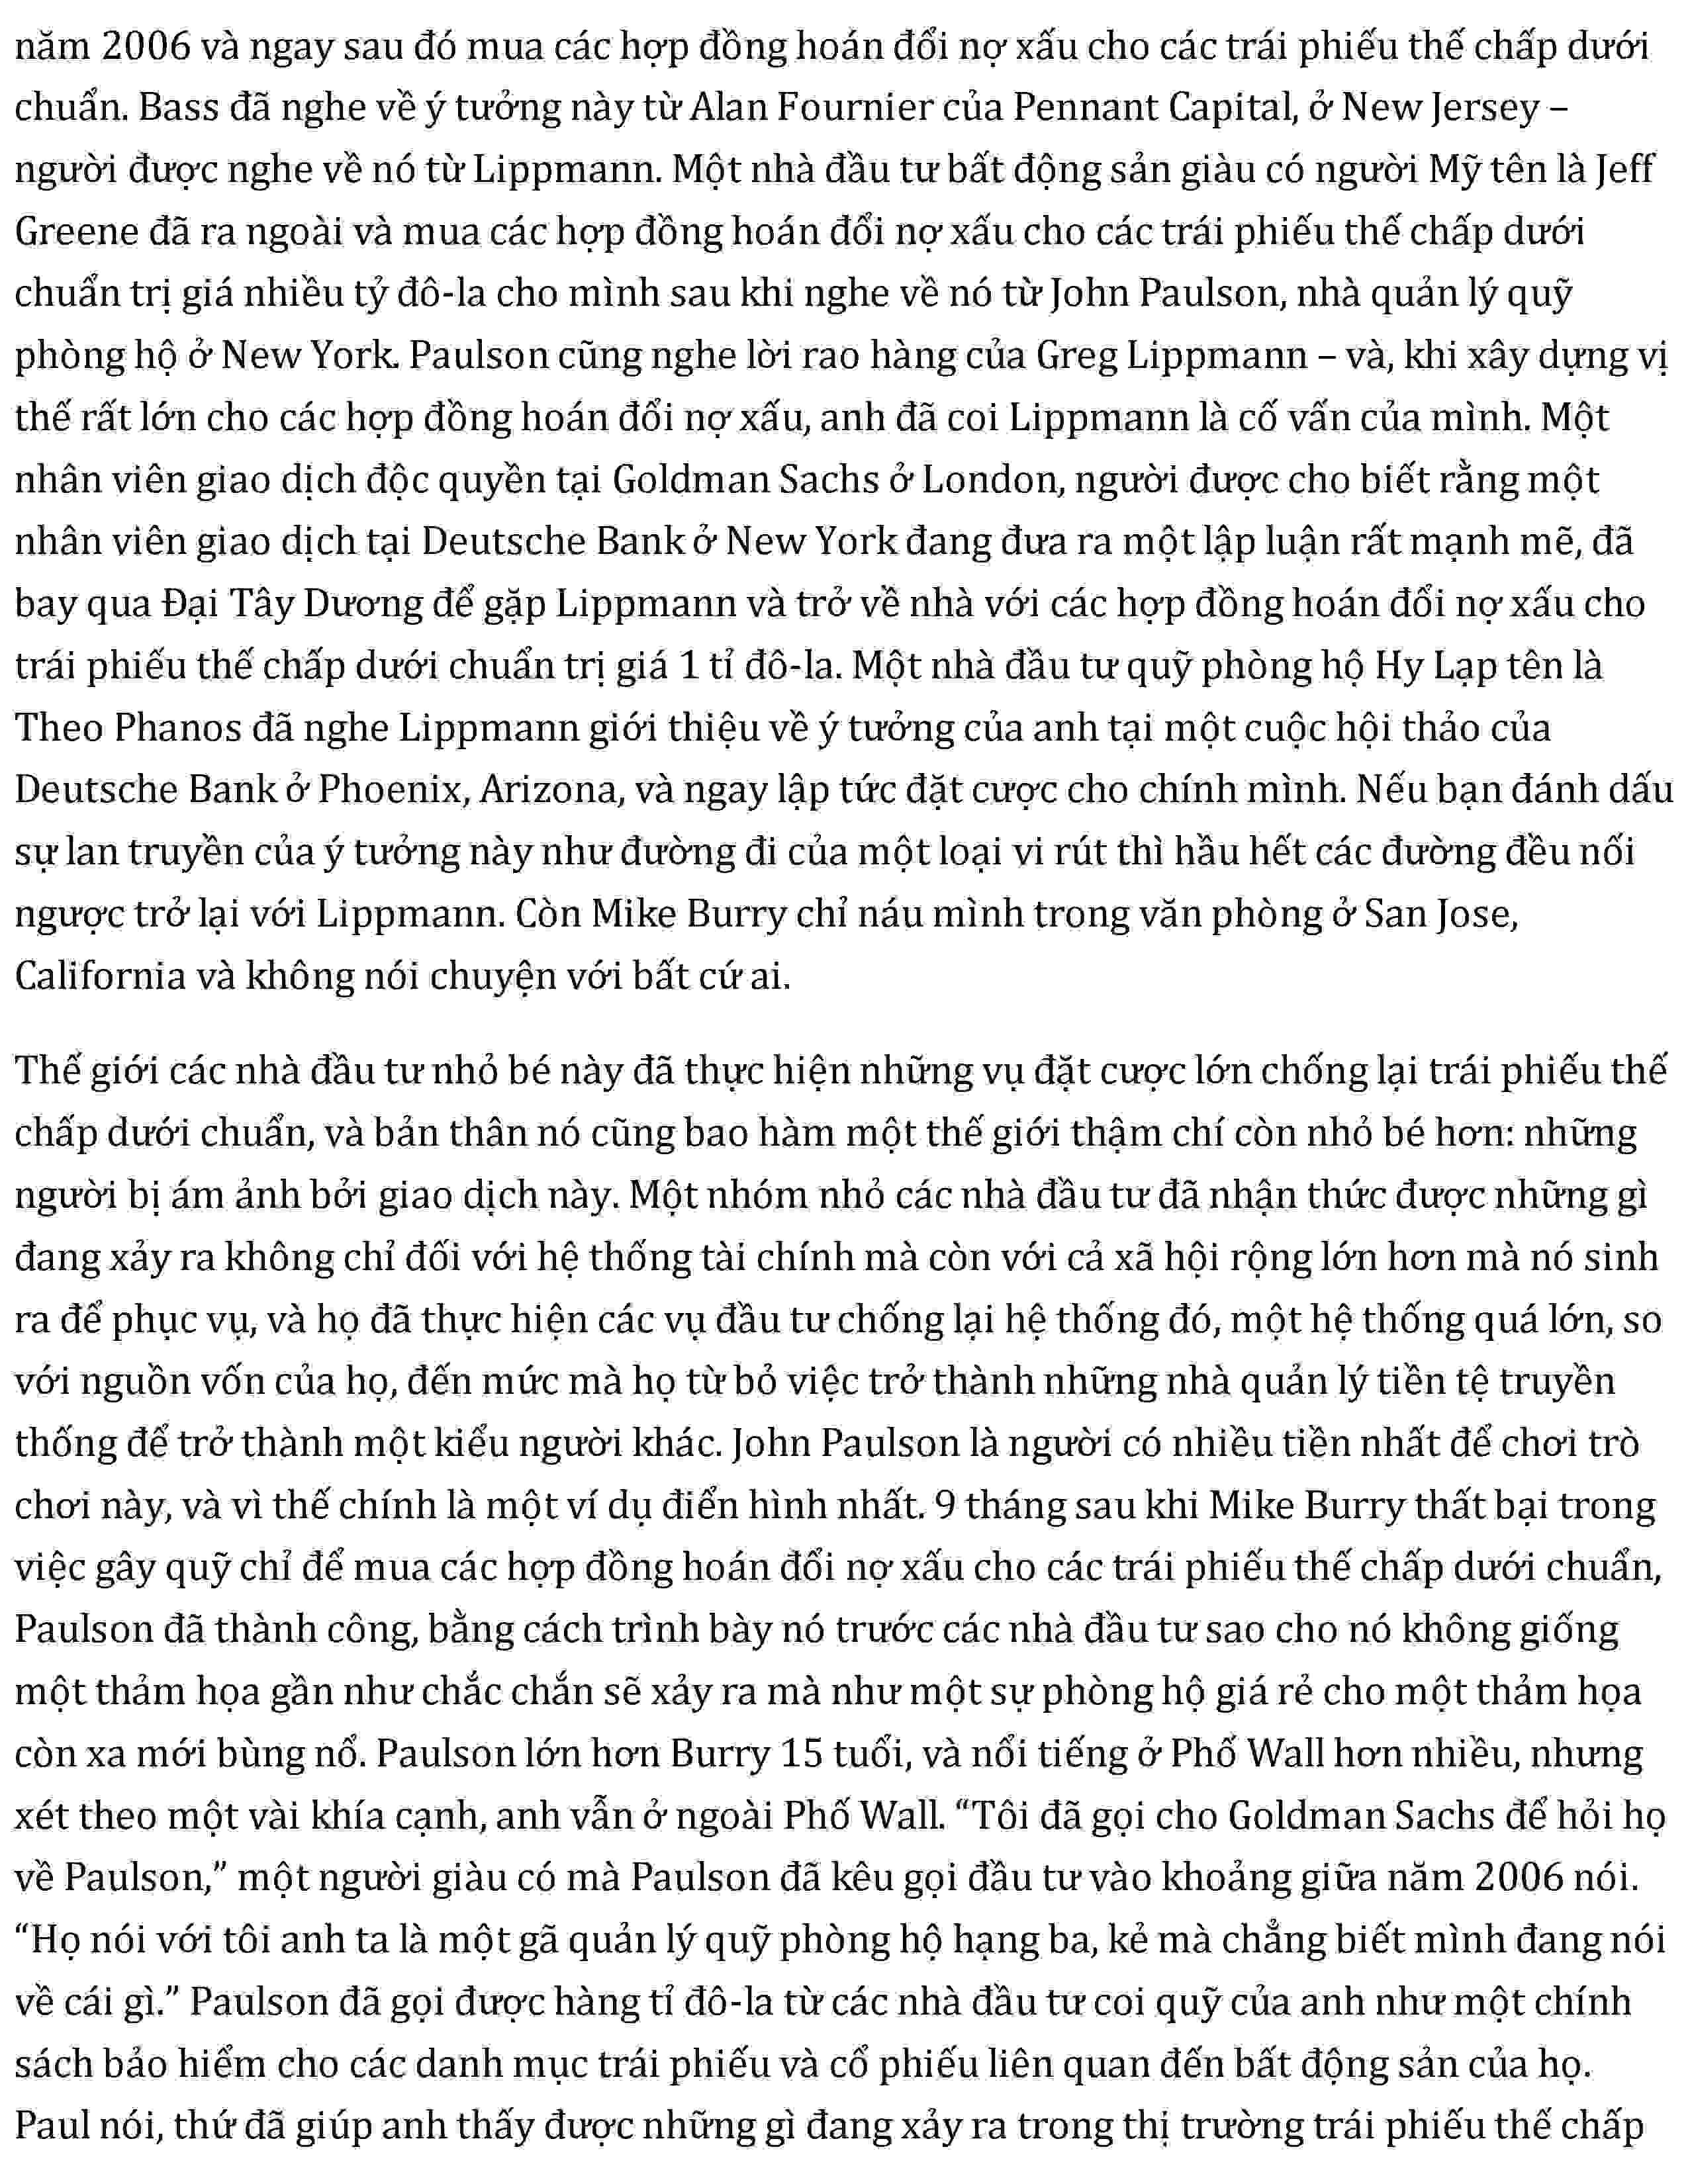 năm 2006 và ngay sau đó mua các hợp đồng hoán đổi nợ xấu cho các trái phiếu thế chấp dưới
chuẩn. Bass đã nghe về ý tưởng này từ Alan Fournier của Pennant Capital, ở New Jersey –
người được nghe về nó từ Lippmann. Một nhà đầu tư bất động sản giàu có người Mỹ tên là Jeff
Greene đã ra ngoài và mua các hợp đồng hoán đổi nợ xấu cho các trái phiếu thế chấp dưới
chuẩn trị giá nhiều tỷ đô-la cho mình sau khi nghe về nó từ John Paulson, nhà quản lý quỹ
phòng hộ ở New York. Paulson cũng nghe lời rao hàng của Greg Lippmann – và, khi xây dựng vị
thế rất lớn cho các hợp đồng hoán đổi nợ xấu, anh đã coi Lippmann là cố vấn của mình. Một
nhân viên giao dịch độc quyền tại Goldman Sachs ở London, người được cho biết rằng một
nhân viên giao dịch tại Deutsche Bank ở New York đang đưa ra một lập luận rất mạnh mẽ, đã
bay qua Đại Tây Dương để gặp Lippmann và trở về nhà với các hợp đồng hoán đổi nợ xấu cho
trái phiếu thế chấp dưới chuẩn trị giá 1 tỉ đô-la. Một nhà đầu tư quỹ phòng hộ Hy Lạp tên là
Theo Phanos đã nghe Lippmann giới thiệu về ý tưởng của anh tại một cuộc hội thảo của
Deutsche Bank ở Phoenix, Arizona, và ngay lập tức đặt cược cho chính mình. Nếu bạn đánh dấu
sự lan truyền của ý tưởng này như đường đi của một loại vi rút thì hầu hết các đường đều nối
ngược trở lại với Lippmann. Còn Mike Burry chỉ náu mình trong văn phòng ở San Jose,
California và không nói chuyện với bất cứ ai.
Thế giới các nhà đầu tư nhỏ bé này đã thực hiện những vụ đặt cược lớn chống lại trái phiếu thế
chấp dưới chuẩn, và bản thân nó cũng bao hàm một thế giới thậm chí còn nhỏ bé hơn: những
người bị ám ảnh bởi giao dịch này. Một nhóm nhỏ các nhà đầu tư đã nhận thức được những gì
đang xảy ra không chỉ đối với hệ thống tài chính mà còn với cả xã hội rộng lớn hơn mà nó sinh
ra để phục vụ, và họ đã thực hiện các vụ đầu tư chống lại hệ thống đó, một hệ thống quá lớn, so
với nguồn vốn của họ, đến mức mà họ từ bỏ việc trở thành những nhà quản lý tiền tệ truyền
thống để trở thành một kiểu người khác. John Paulson là người có nhiều tiền nhất để chơi trò
chơi này, và vì thế chính là một ví dụ điển hình nhất. 9 tháng sau khi Mike Burry thất bại trong
việc gây quỹ chỉ để mua các hợp đồng hoán đổi nợ xấu cho các trái phiếu thế chấp dưới chuẩn,
Paulson đã thành công, bằng cách trình bày nó trước các nhà đầu tư sao cho nó không giống
một thảm họa gần như chắc chắn sẽ xảy ra mà như một sự phòng hộ giá rẻ cho một thảm họa
còn xa mới bùng nổ. Paulson lớn hơn Burry 15 tuổi, và nổi tiếng ở Phố Wall hơn nhiều, nhưng
xét theo một vài khía cạnh, anh vẫn ở ngoài Phố Wall. “Tôi đã gọi cho Goldman Sachs để hỏi họ
về Paulson,” một người giàu có mà Paulson đã kêu gọi đầu tư vào khoảng giữa năm 2006 nói.
“Họ nói với tôi anh ta là một gã quản lý quỹ phòng hộ hạng ba, kẻ mà chẳng biết mình đang nói
về cái gì.” Paulson đã gọi được hàng tỉ đô-la từ các nhà đầu tư coi quỹ của anh như một chính
sách bảo hiểm cho các danh mục trái phiếu và cổ phiếu liên quan đến bất động sản của họ.
Paul nói, thứ đã giúp anh thấy được những gì đang xảy ra trong thị trường trái phiếu thế chấp